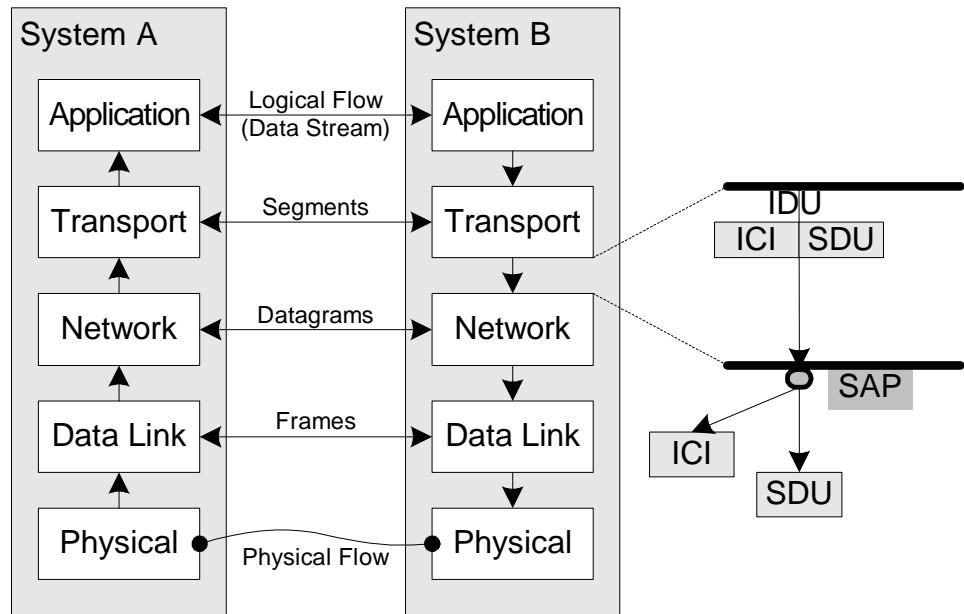 System A
System B
Application
Logical Flow
(Data Stream)
Application
Transport
Segments
Transport
IDU
ICI SDU
Network
Datagrams
Network
SAP
Data Link
Frames
Data Link
ICI
SDU
Physical
Physical Flow
Physical